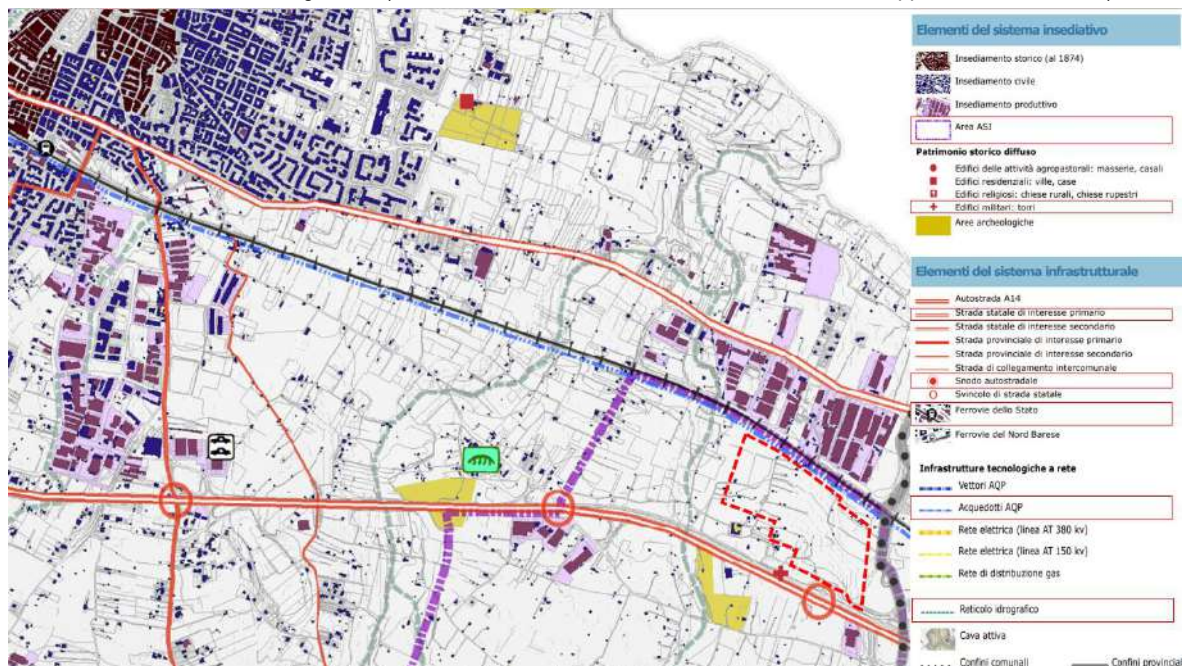 Elementi del sistema insediativo
Insediamento storico (al 1874)
Insediamento civile
Insediamento produttivo
Area ASI
Patrimonio storico diffuso
Edifici delle attività agropastorali: masserie, casali
Edifici residenziali: ville, case
Edifici religiosi: chiese rurali, chiese rupestri
Edifici militari: torri
Aree archeologiche
Elementi del sistema infrastrutturale
Autostrada A14
Strada statale di interesse primario
Strada statale di interesse secondario
Strada provinciale di interesse primario
Strada provinciale di interesse secondario
Strada di collegamento intercomunale
Snodo autostradale
Svincolo di strada statale
Ferrovie dello Stato
Ferrovie del Nord Barese
Infrastrutture tecnologiche a rete
Vettori AQP
Acquedotti AQP
Rete elettrica (linea AT 380 kv)
Rete elettrica (linea AT 150 kv)
Rete di distribuzione gas
Reticolo idrografico
Cava attiva
Confini comunali
Confini provincial